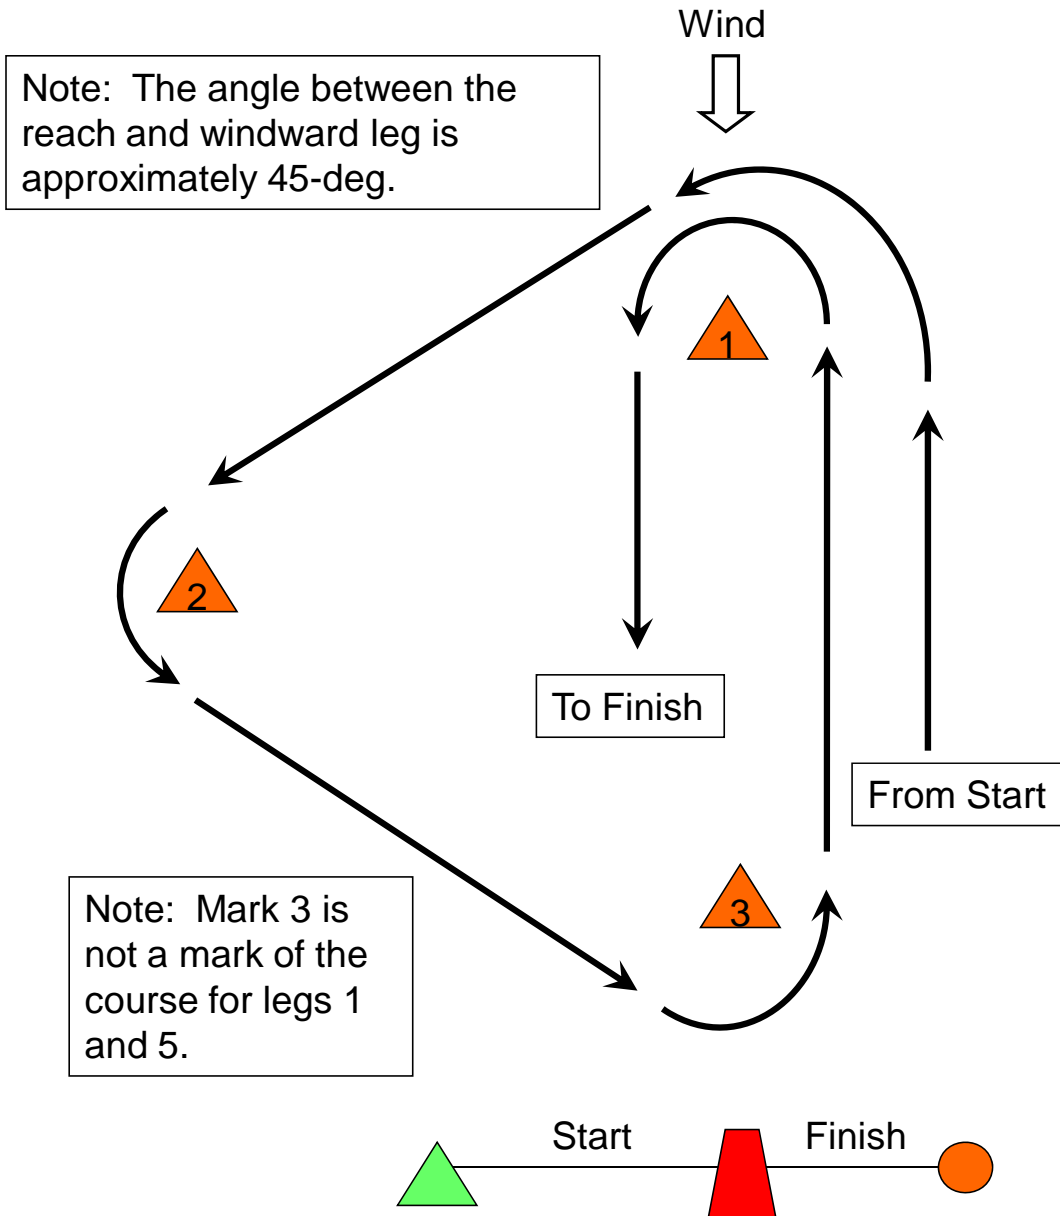 Wind
Note:  The angle between the
reach and windward leg is
approximately 45-deg.
1
2
To Finish
From Start
3
Note:  Mark 3 is
not a mark of the
course for legs 1
and 5.
Start
Finish